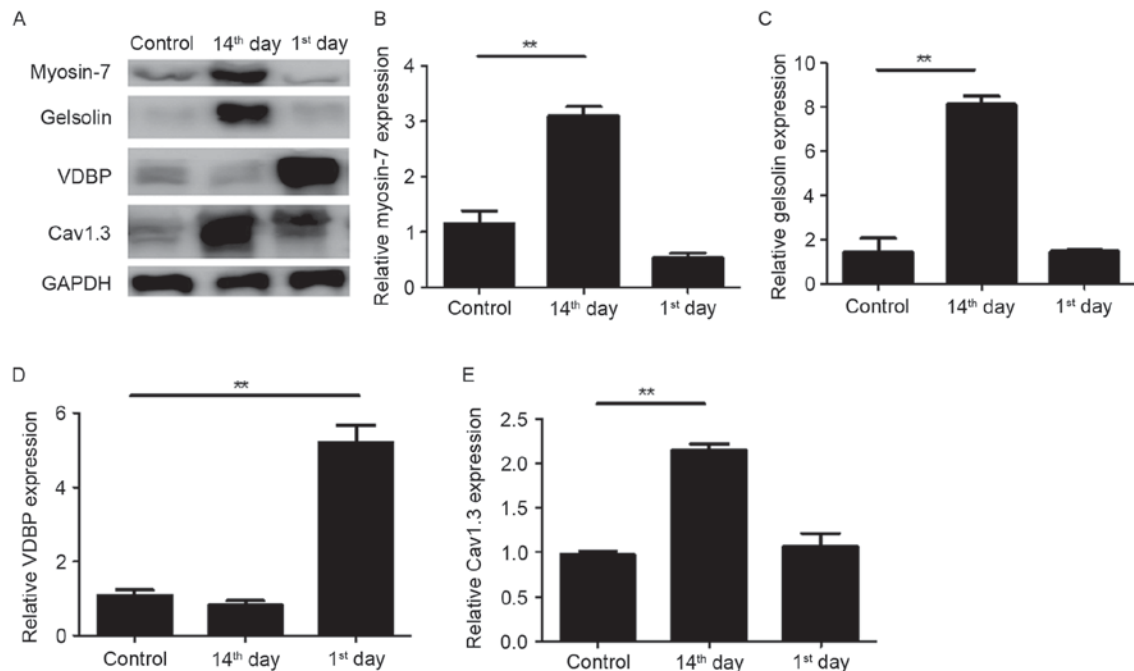 A
Control 14th day 1st day
Myosin-7
Gelsolin
VDBP
Cav1.3
GAPDH
B
Relative myosin-7 expression
4
3
2
1
0
**
Control 14th day 1st day
C
Relative gelsolin expression
10
8
6
4
2
0
**
Control 14th day 1st day
D
Relative VDBP expression
6
4
2
0
**
Control 14th day 1st day
E
Relative Cav1.3 expression
2.5
2.0
1.5
1.0
0.5
0.0
**
Control 14th day 1st day